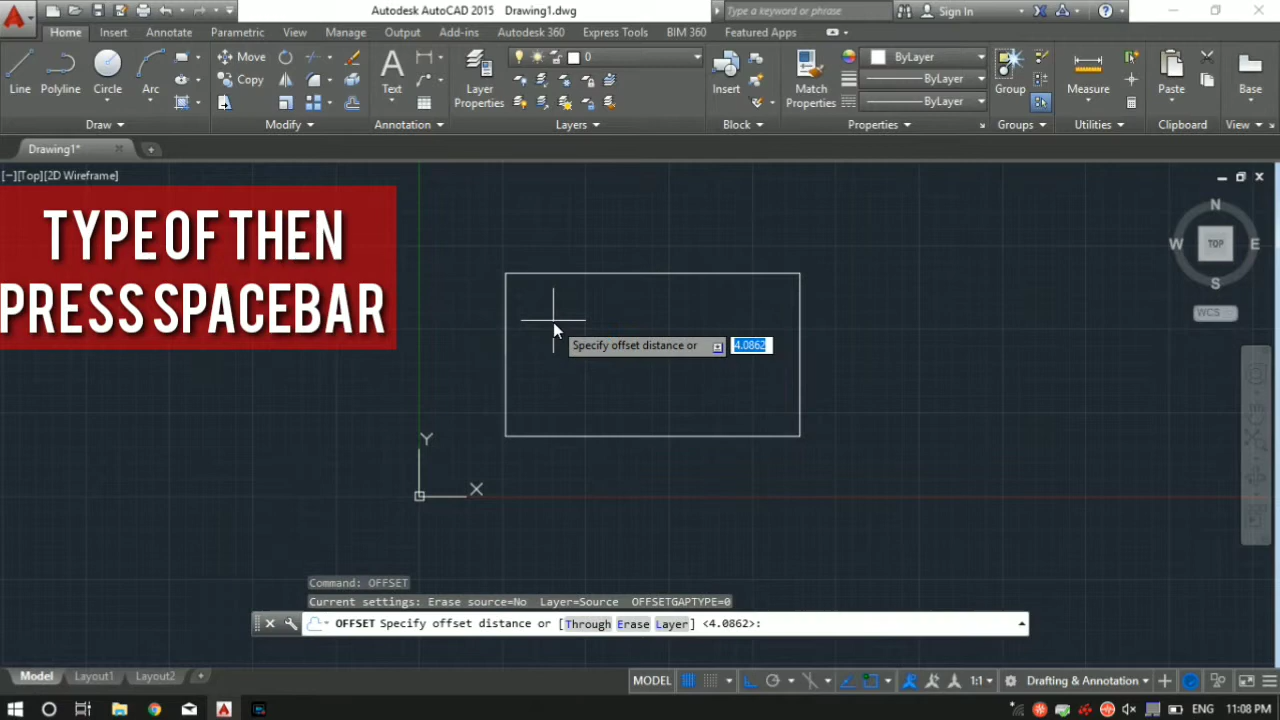 Autodesk AutoCAD 2015 Drawing1.dwg
Type a keyword or phrase
Sign In
Home Insert Annotate Parametric View Manage Output Add-ins Autodesk 360 Express Tools BIM 360 Featured Apps
Move
Copy
0
ByLayer
ByLayer
ByLayer
Line Polyline Circle Arc Text Layer Properties Insert Match Properties Group Measure Paste Base
Draw Modify Annotation Layers Block Properties Groups Utilities Clipboard View
Drawing1*
[−][Top][2D Wireframe]
TYPE OF THEN
PRESS SPACEBAR
N
W TOP E
S
WCS
Specify offset distance or 4.0862
Y
X
Command: OFFSET
Current settings: Erase source=No Layer=Source OFFSETGAPTYPE=0
OFFSET Specify offset distance or [Through Erase Layer] <4.0862>:
Model Layout1 Layout2
MODEL 1:1 Drafting & Annotation
ENG 11:08 PM